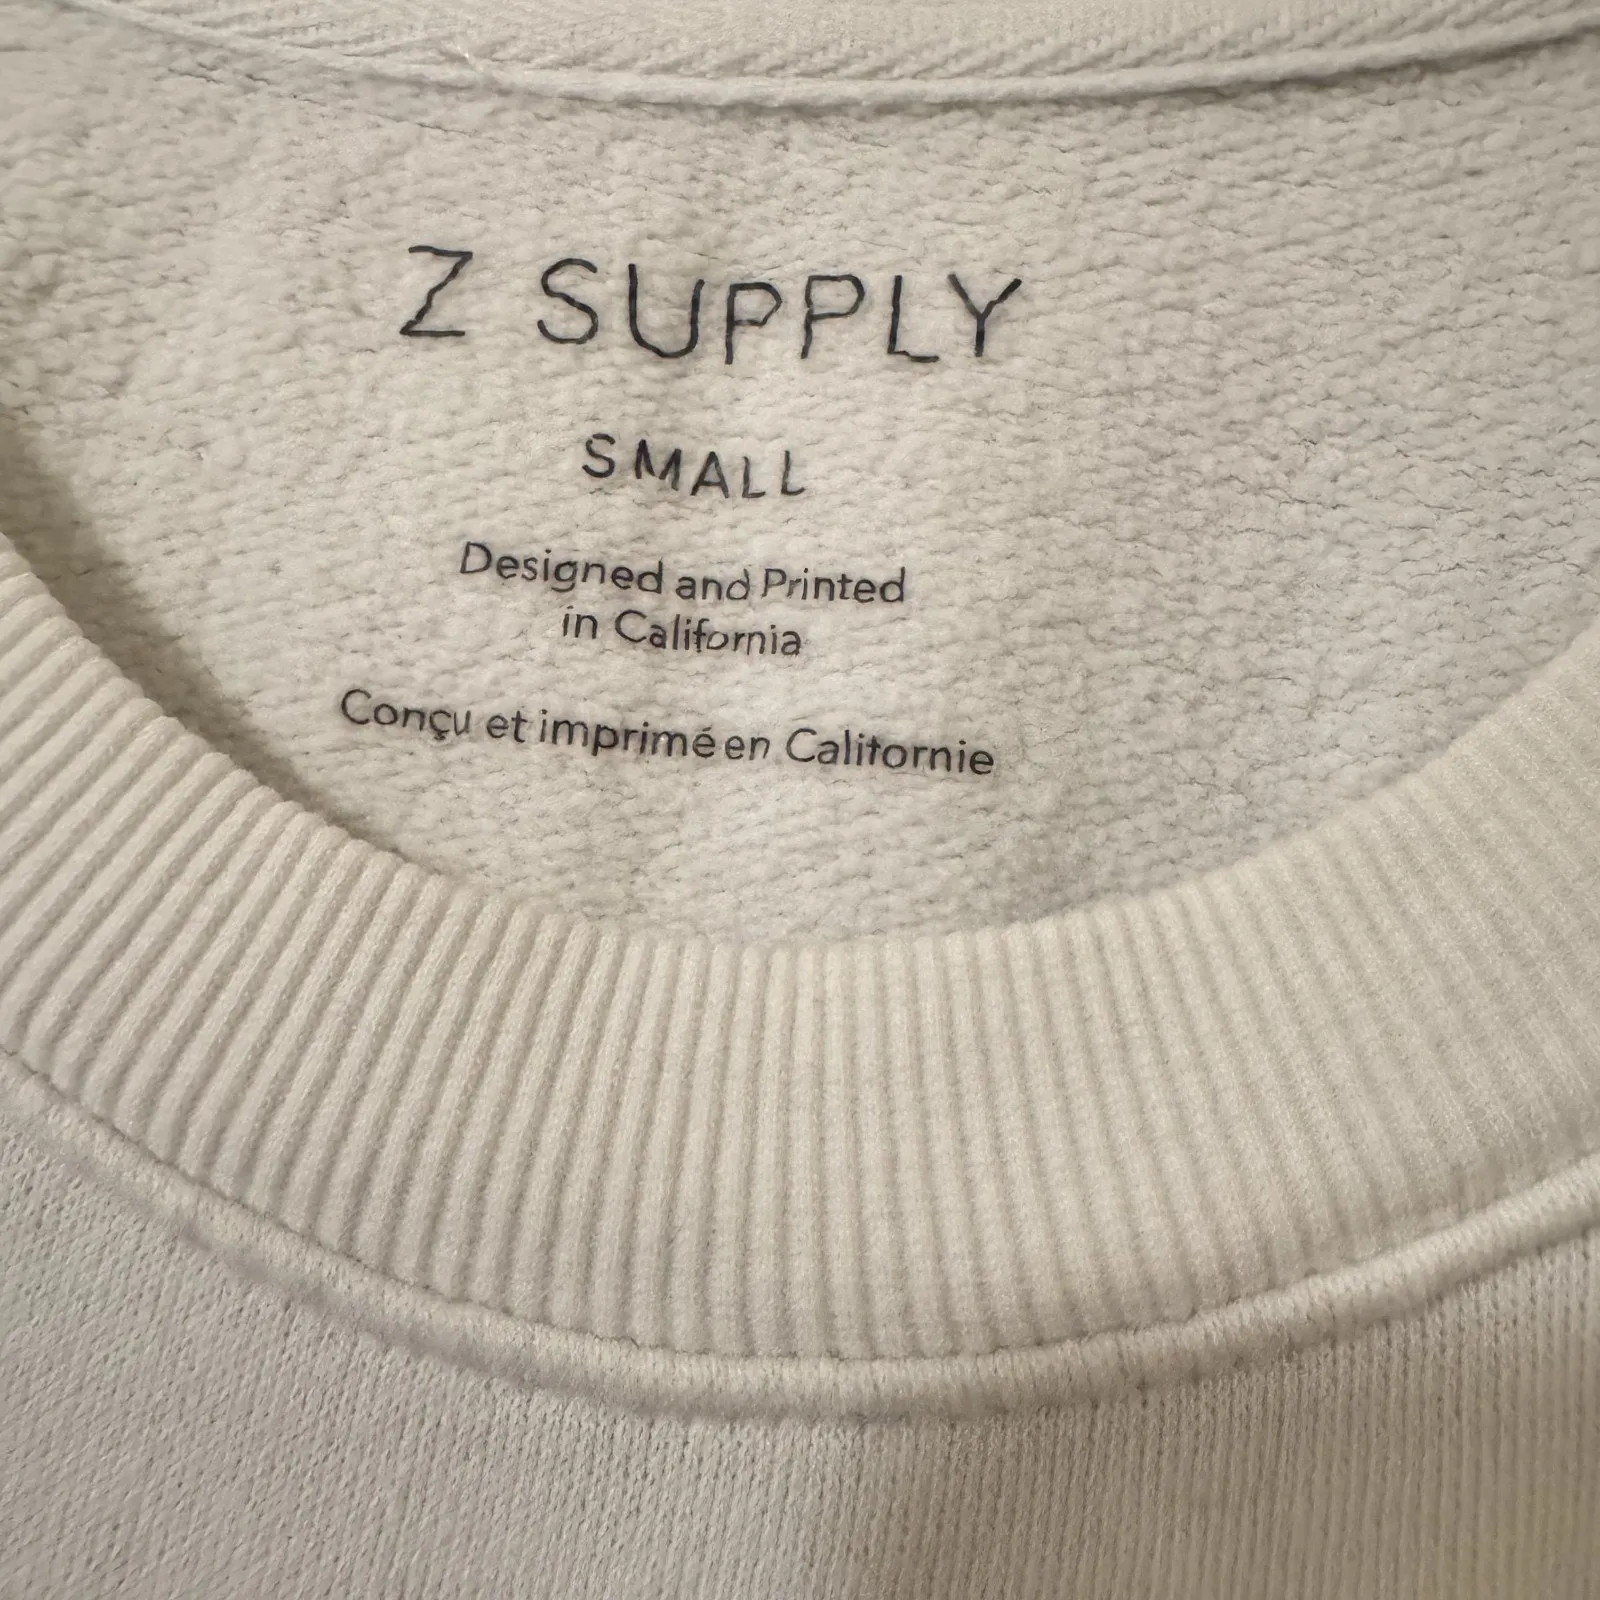 Z SUPPLY
SMALL
Designed and Printed
in California
Conçu et imprimé en Californie